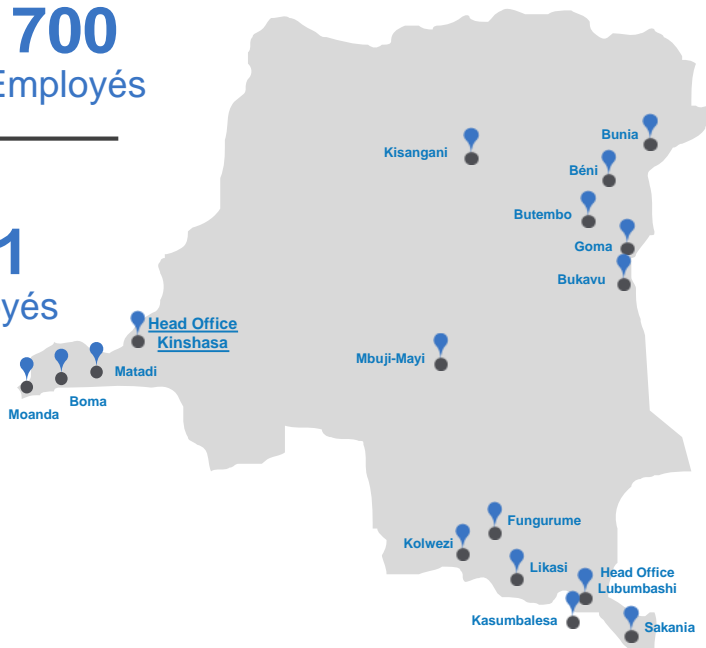 700
Employés
Kisangani
Bunia
Béni
Butembo
Goma
Bukavu
1
yés
Head Office
Kinshasa
Mbuji-Mayi
Matadi
Boma
Moanda
Fungurume
Kolwezi
Likasi
Head Office
Lubumbashi
Kasumbalesa
Sakania